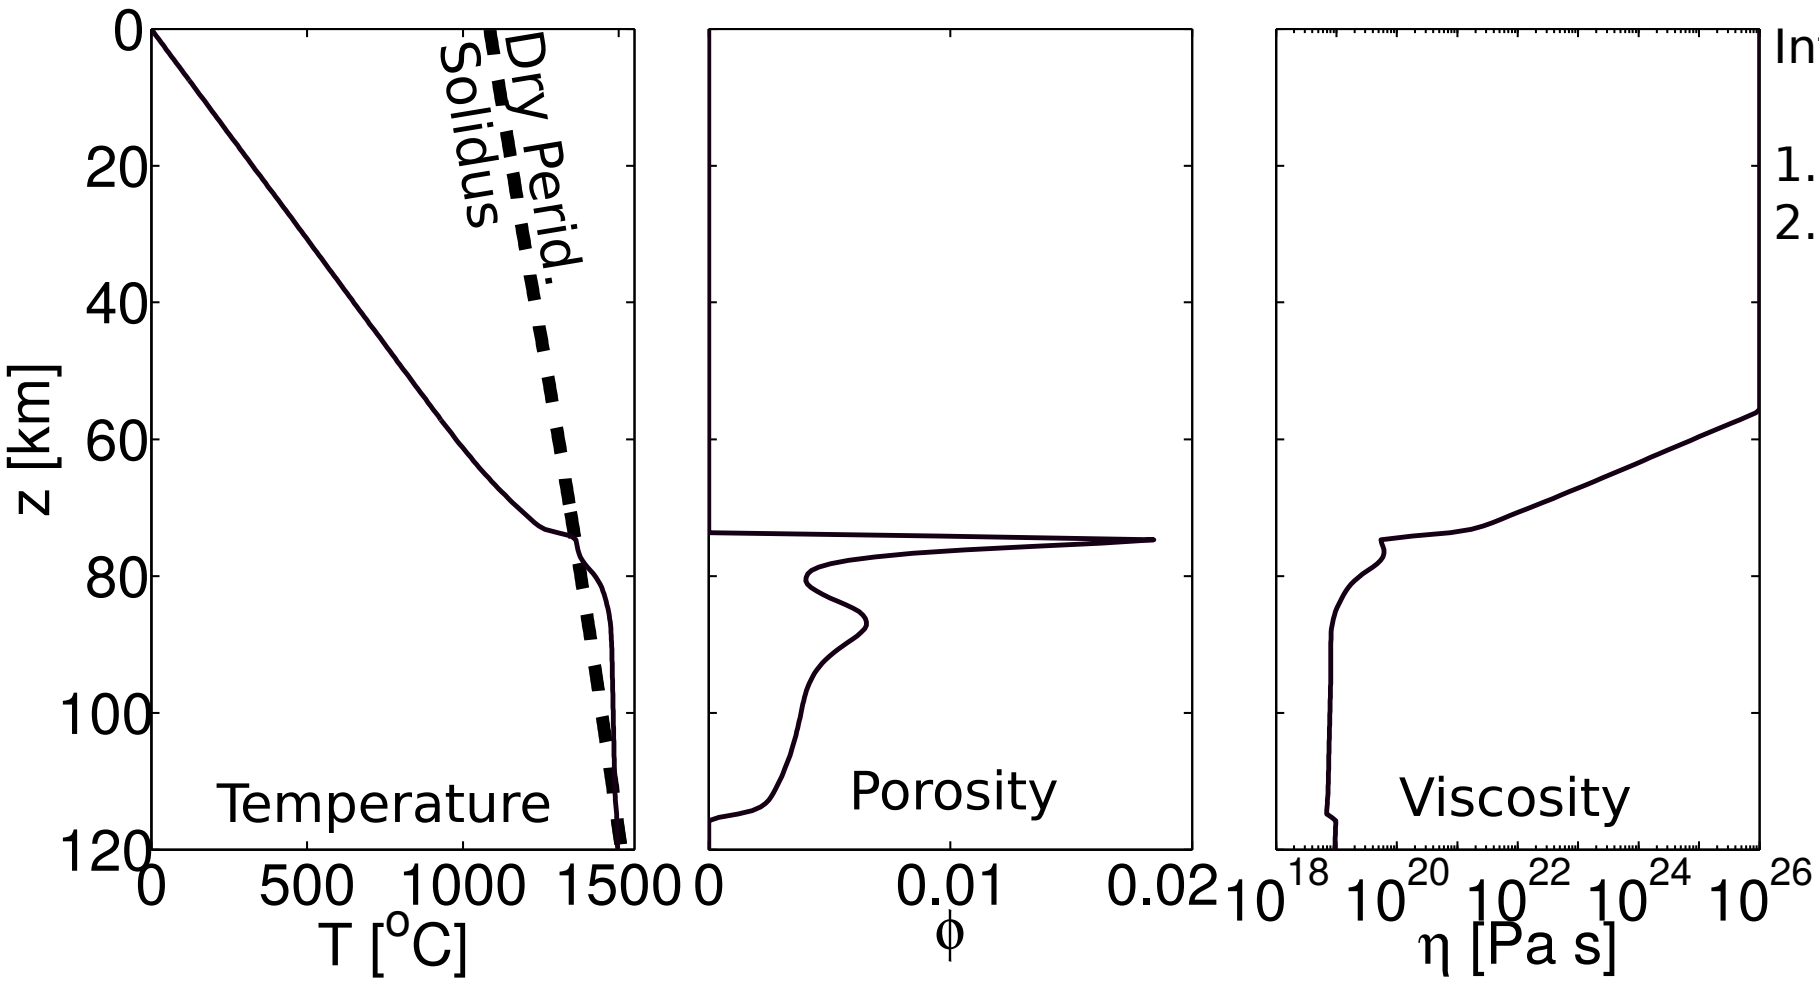 0
20
40
60
80
100
120
z [km]
Dry Perid.
Solidus
Temperature
0 500 1000 1500
T [°C]
Porosity
0 0.01 0.02
ϕ
Viscosity
10^18 10^20 10^22 10^24 10^26
η [Pa s]
1.
2.